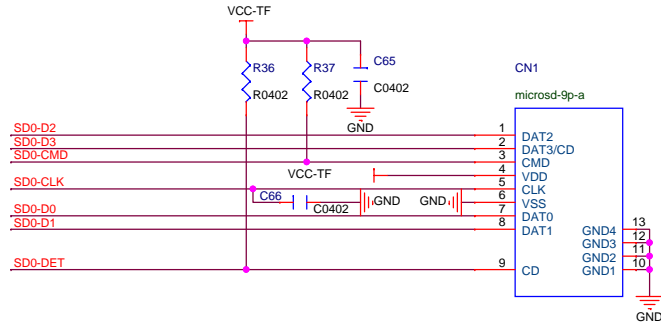 VCC-TF
R36
R37
C65
R0402
R0402
C0402
GND
CN1
microsd-9p-a
SD0-D2
1
DAT2
SD0-D3
2
DAT3/CD
SD0-CMD
3
CMD
VCC-TF
4
VDD
SD0-CLK
5
CLK
C66
C0402
GND
GND
6
VSS
SD0-D0
7
DAT0
SD0-D1
8
DAT1
GND4
13
GND3
12
GND2
11
SD0-DET
9
CD
GND1
10
GND